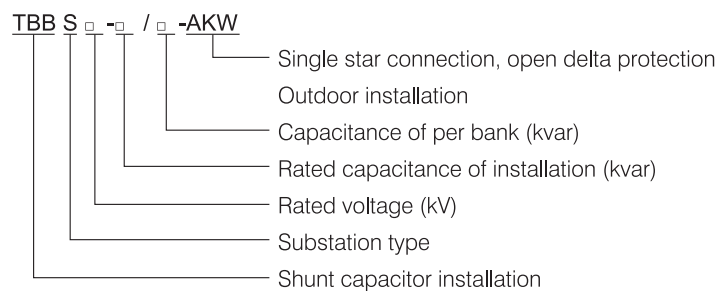 TBB S □ -□ / □ -AKW
Single star connection, open delta protection
Outdoor installation
Capacitance of per bank (kvar)
Rated capacitance of installation (kvar)
Rated voltage (kV)
Substation type
Shunt capacitor installation